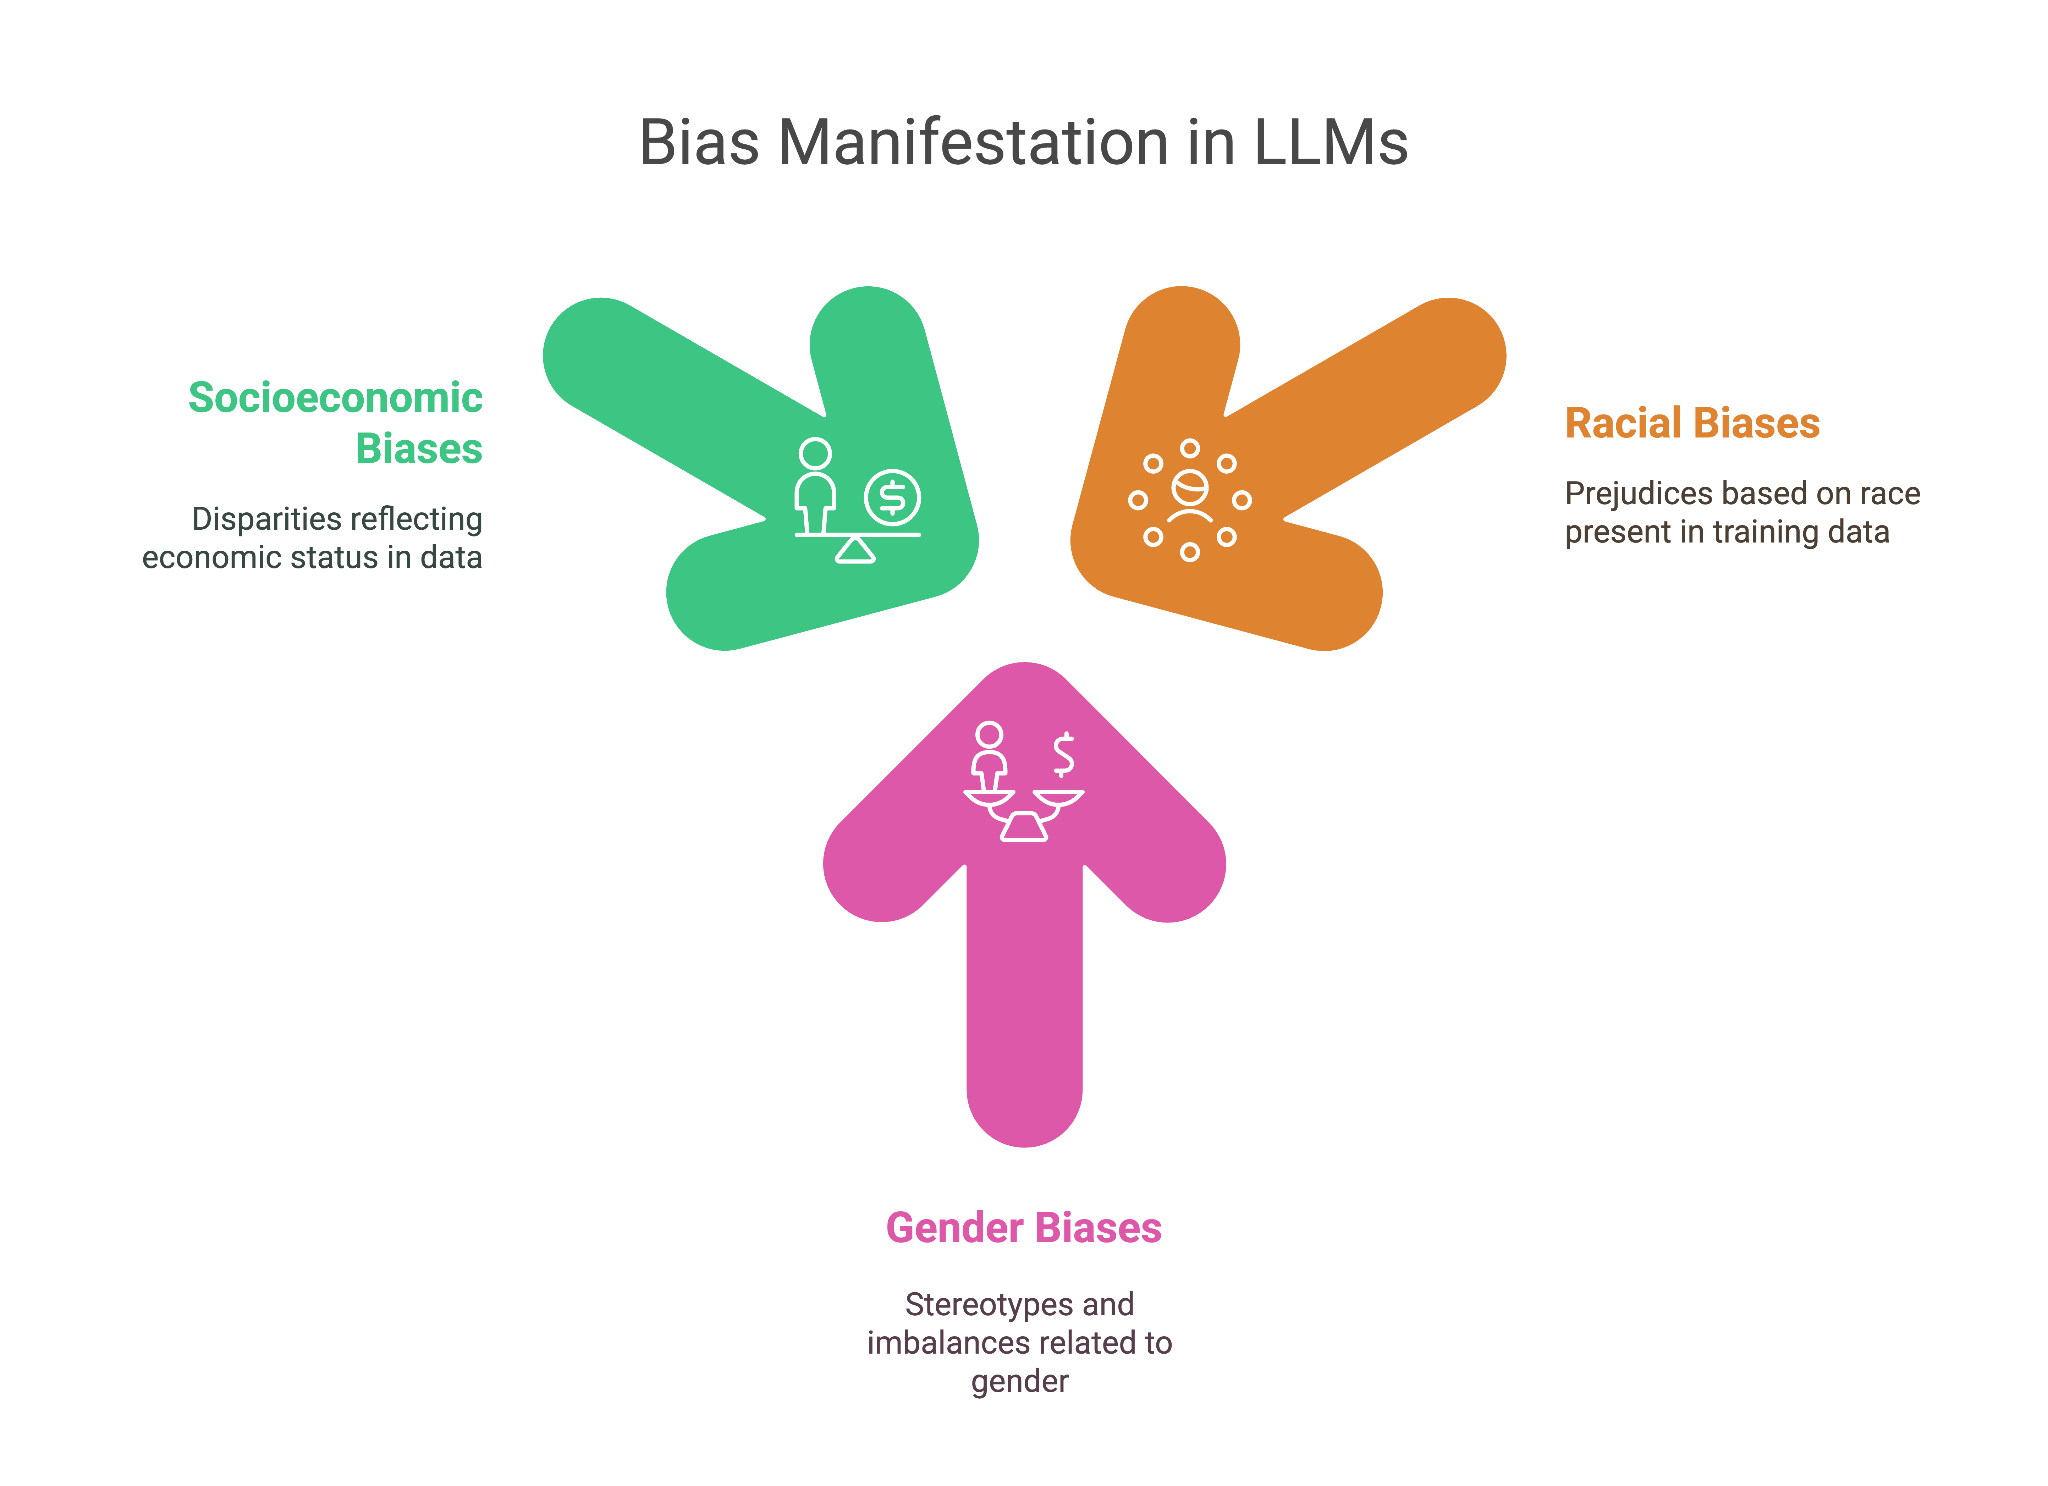 Bias Manifestation in LLMs
Socioeconomic
Biases
Disparities reflecting
economic status in data
$
Racial Biases
Prejudices based on race
present in training data
$
Gender Biases
Stereotypes and
imbalances related to
gender